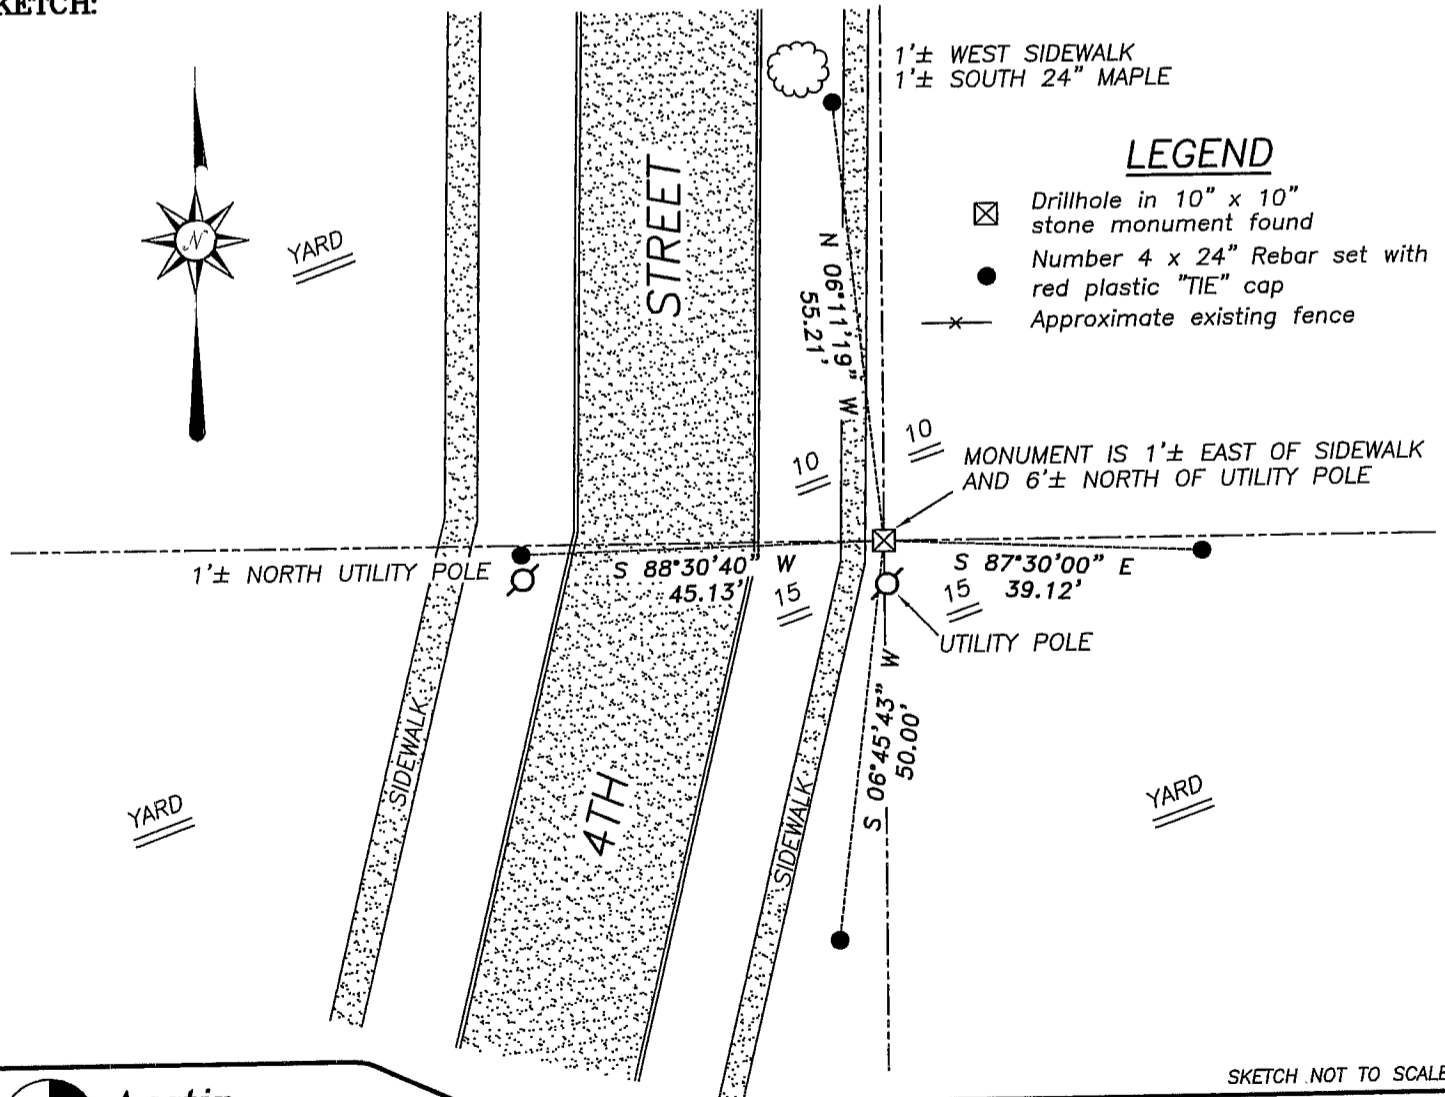 1'± WEST SIDEWALK
1'± SOUTH 24" MAPLE
LEGEND
Drillhole in 10" x 10"
stone monument found
Number 4 x 24" Rebar set with
red plastic "TIE" cap
Approximate existing fence
N
YARD
STREET
N 06°11'19" W
55.21'
10
10
MONUMENT IS 1'± EAST OF SIDEWALK
AND 6'± NORTH OF UTILITY POLE
1'± NORTH UTILITY POLE
S 88°30'40" W
45.13'
15
S 87°30'00" E
39.12'
15
UTILITY POLE
S 06°45'43" W
50.00'
SIDEWALK
4TH
SIDEWALK
YARD
YARD
SKETCH NOT TO SCALE